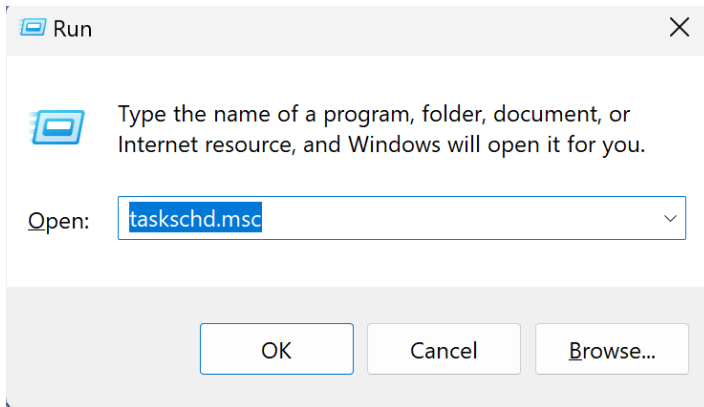 Run
Type the name of a program, folder, document, or
Internet resource, and Windows will open it for you.
Open: taskschd.msc
OK Cancel Browse...